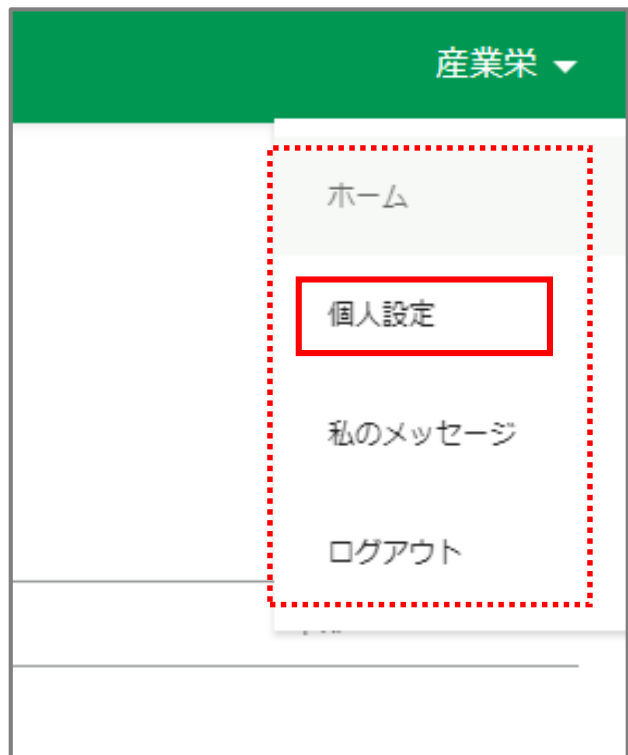 産業栄
ホーム
個人設定
私のメッセージ
ログアウト